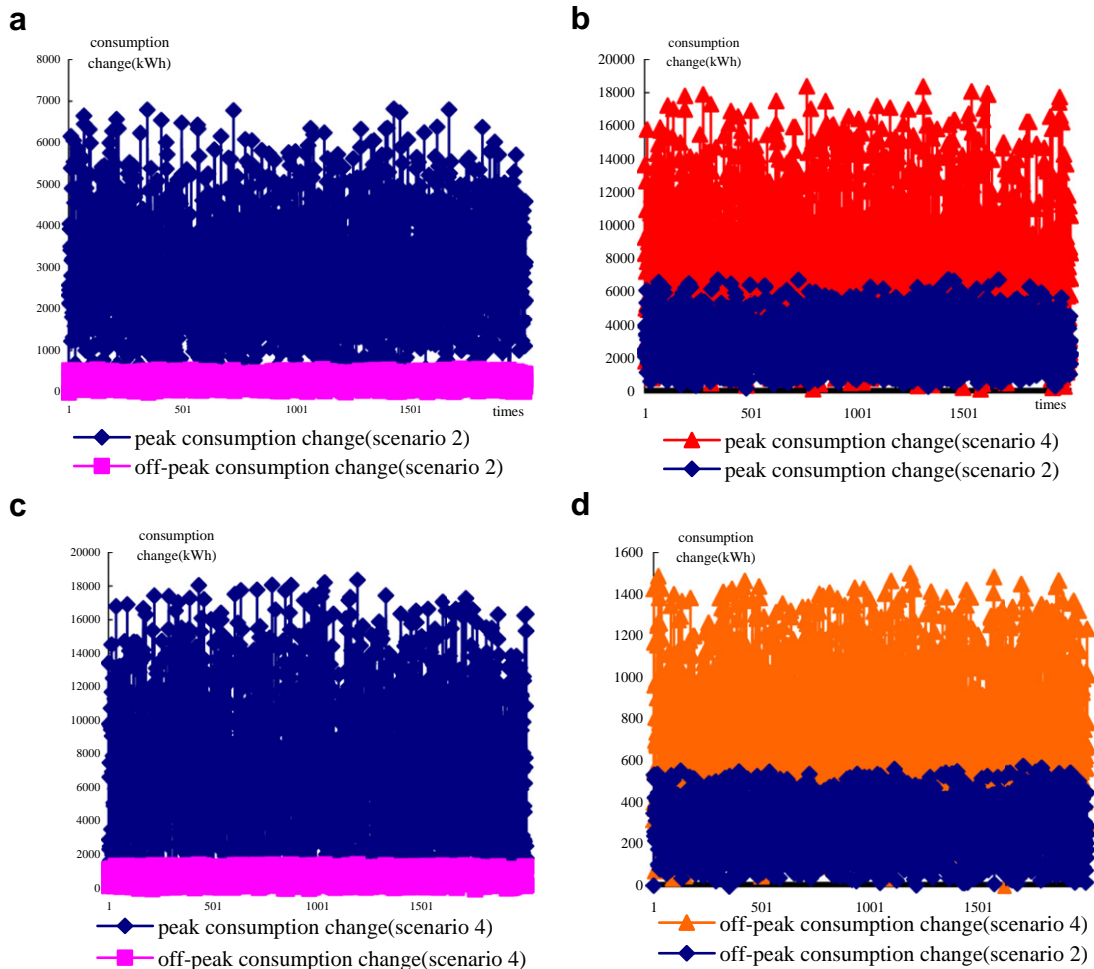 a
consumption
change(kWh)
8000
7000
6000
5000
4000
3000
2000
1000
0
1 501 1001 1501 times
peak consumption change(scenario 2)
off-peak consumption change(scenario 2)
b
consumption
change(kWh)
20000
18000
16000
14000
12000
10000
8000
6000
4000
2000
0
1 501 1001 1501 times
peak consumption change(scenario 4)
peak consumption change(scenario 2)
c
consumption
change(kWh)
20000
18000
16000
14000
12000
10000
8000
6000
4000
2000
0
1 501 1001 1501
peak consumption change(scenario 4)
off-peak consumption change(scenario 4)
d
consumption
change(kWh)
1600
1400
1200
1000
800
600
400
200
0
1 501 1001 1501
off-peak consumption change(scenario 4)
off-peak consumption change(scenario 2)